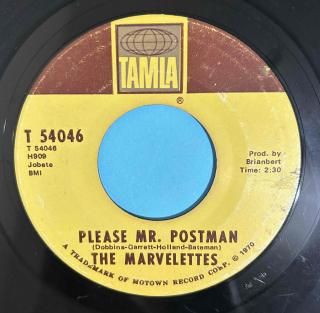 TAMLA
®
T 54046
T 54046
H909
Jobete
BMI
Prod. by
Brianbert
Time: 2:30
PLEASE MR. POSTMAN
(Dobbins-Garrett-Holland-Bateman)
THE MARVELETTES
A TRADEMARK OF MOTOWN RECORD CORP. © 1970